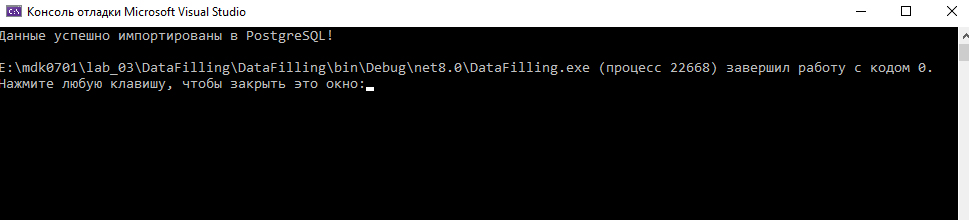 Консоль отладки Microsoft Visual Studio
Данные успешно импортированы в PostgreSQL!
E:\mdk0701\lab_03\DataFilling\DataFilling\bin\Debug\net8.0\DataFilling.exe (процесс 22668) завершил работу с кодом 0.
Нажмите любую клавишу, чтобы закрыть это окно: